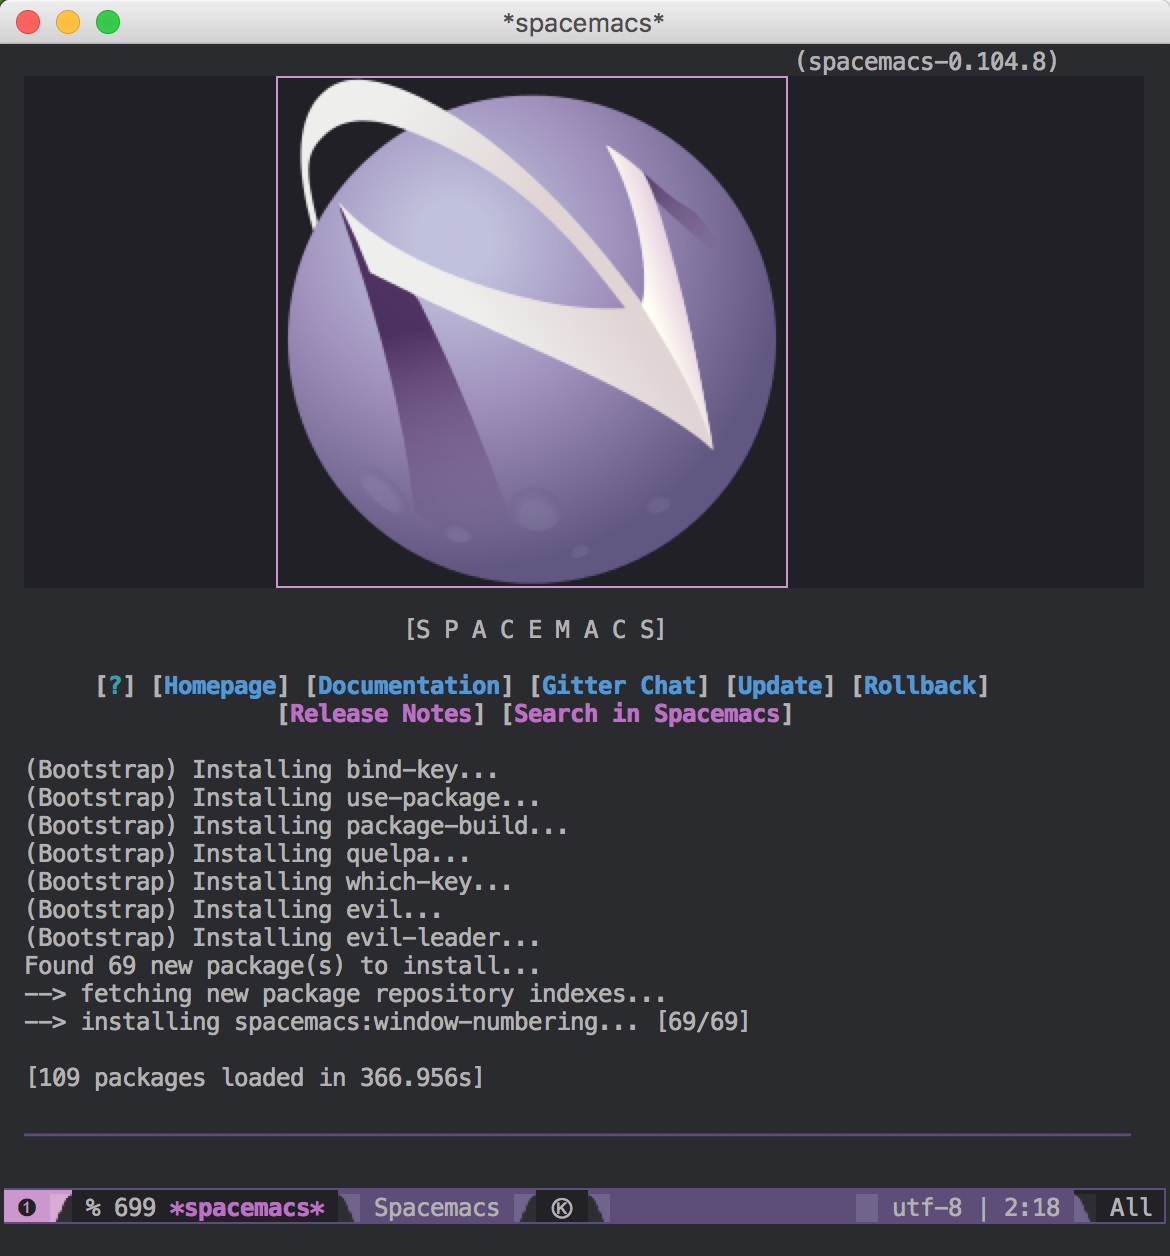 *spacemacs*
(spacemacs-0.104.8)
[S P A C E M A C S]
[?] [Homepage] [Documentation] [Gitter Chat] [Update] [Rollback]
[Release Notes] [Search in Spacemacs]
(Bootstrap) Installing bind-key...
(Bootstrap) Installing use-package...
(Bootstrap) Installing package-build...
(Bootstrap) Installing quelpa...
(Bootstrap) Installing which-key...
(Bootstrap) Installing evil...
(Bootstrap) Installing evil-leader...
Found 69 new package(s) to install...
--> fetching new package repository indexes...
--> installing spacemacs:window-numbering... [69/69]
[109 packages loaded in 366.956s]
❶ % 699 *spacemacs* Spacemacs Ⓚ utf-8 | 2:18 All